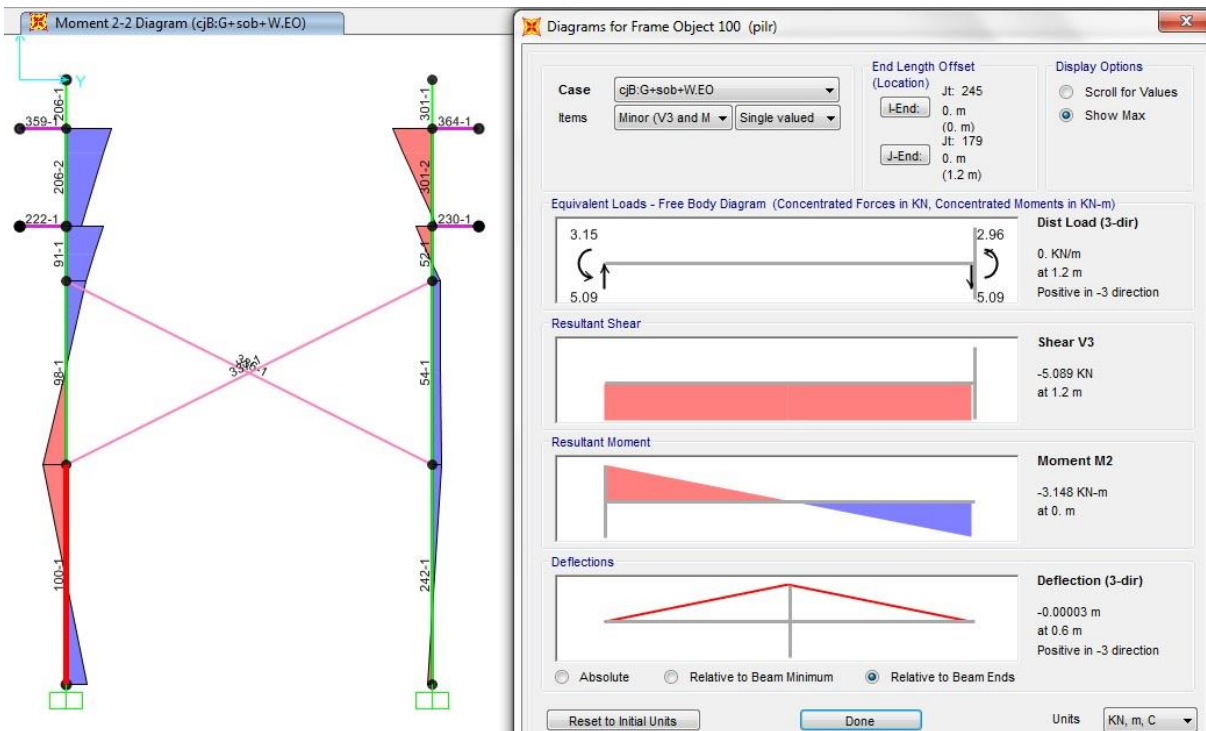 Moment 2-2 Diagram (cjB:G+sob+W.EO)
Y
206-1
359-1
206-2
222-1
91-1
98-1
100-1
301-1
364-1
301-2
230-1
52-1
54-1
242-1
Diagrams for Frame Object 100 (pilr)
X
Case
cjB:G+sob+W.EO
Items
Minor (V3 and M
Single valued
End Length Offset
(Location)
I-End:
Jt: 245
0. m
(0. m)
J-End:
Jt: 179
0. m
(1.2 m)
Display Options
Scroll for Values
Show Max
Equivalent Loads - Free Body Diagram (Concentrated Forces in KN, Concentrated Moments in KN-m)
3.15
2.96
5.09
5.09
Dist Load (3-dir)
0. KN/m
at 1.2 m
Positive in -3 direction
Resultant Shear
Shear V3
-5.089 KN
at 1.2 m
Resultant Moment
Moment M2
-3.148 KN-m
at 0. m
Deflections
Deflection (3-dir)
-0.00003 m
at 0.6 m
Positive in -3 direction
Absolute
Relative to Beam Minimum
Relative to Beam Ends
Reset to Initial Units
Done
Units
KN, m, C